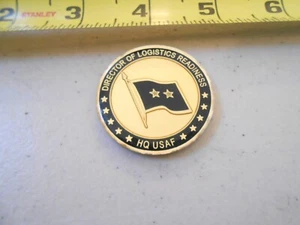 2 STANLEY 3 4 5 6
DIRECTOR OF LOGISTICS READINESS
HQ USAF